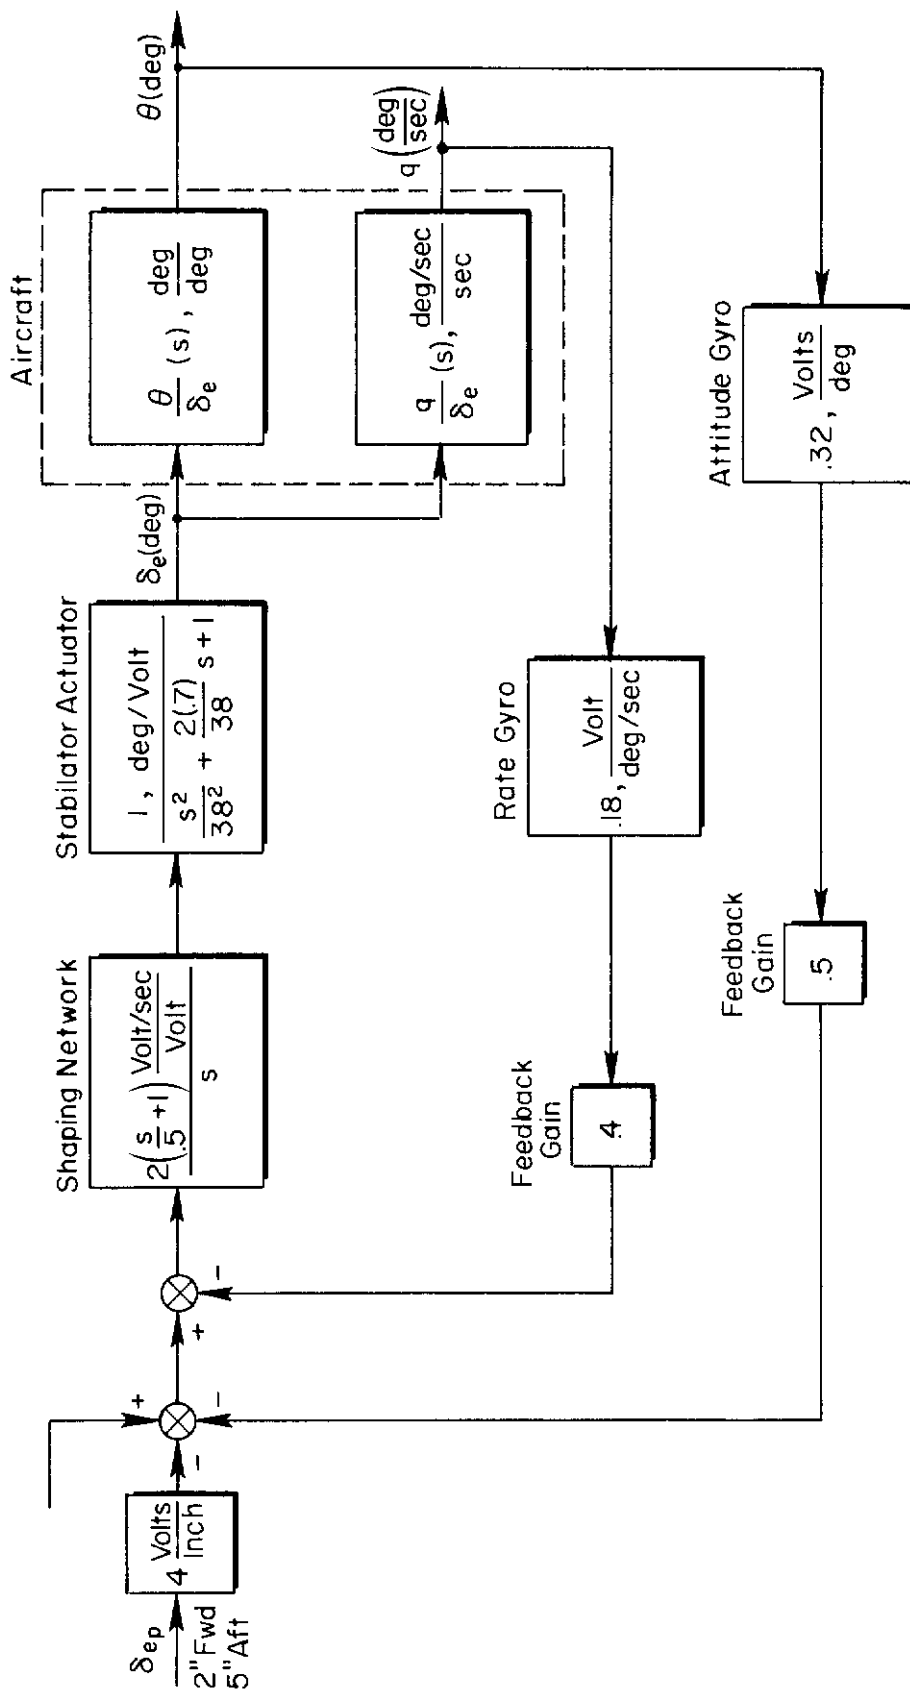 δep
2"Fwd
5"Aft
4 Volts/Inch
-
+
-
+
-
Shaping Network
2(s/.5 +1) Volt/sec/Volt
s
Stabilator Actuator
1, deg/Volt
s²/38² + 2(.7)/38 s+1
δe(deg)
Aircraft
θ/δe (s), deg/deg
θ(deg)
q/δe (s), deg/sec/sec
q (deg/sec)
Rate Gyro
.18, Volt/deg/sec
Feedback
Gain
.4
Attitude Gyro
.32, Volts/deg
Feedback
Gain
.5